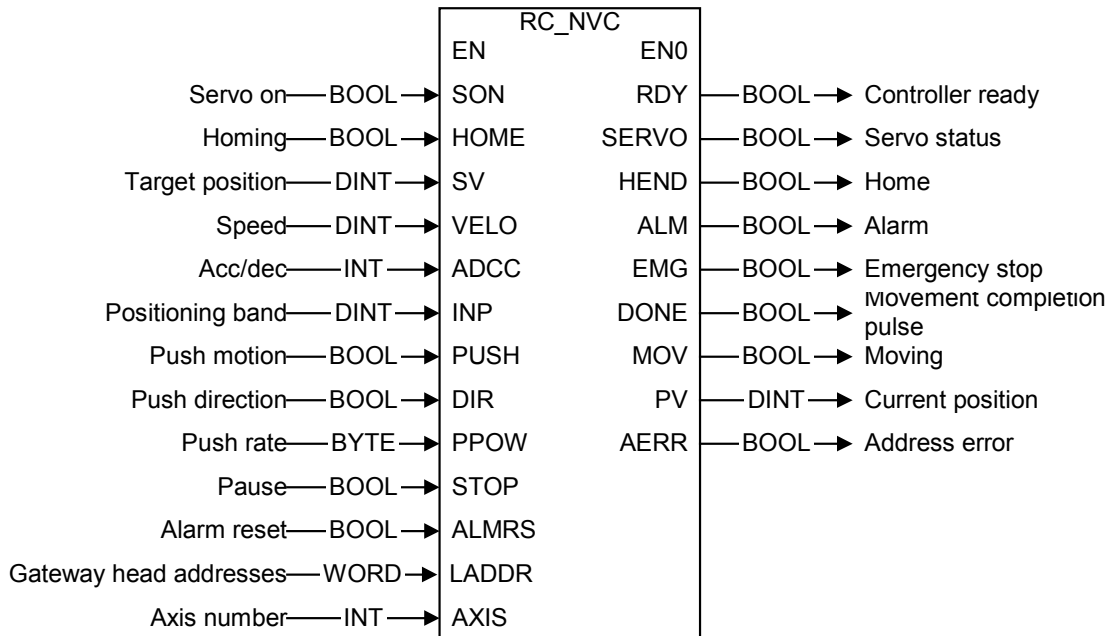 RC_NVC
EN EN0
Servo on BOOL SON RDY BOOL Controller ready
Homing BOOL HOME SERVO BOOL Servo status
Target position DINT SV HEND BOOL Home
Speed DINT VELO ALM BOOL Alarm
Acc/dec INT ADCC EMG BOOL Emergency stop
Positioning band DINT INP DONE BOOL Movement completion
pulse
Push motion BOOL PUSH MOV BOOL Moving
Push direction BOOL DIR PV DINT Current position
Push rate BYTE PPOW AERR BOOL Address error
Pause BOOL STOP
Alarm reset BOOL ALMRS
Gateway head addresses WORD LADDR
Axis number INT AXIS